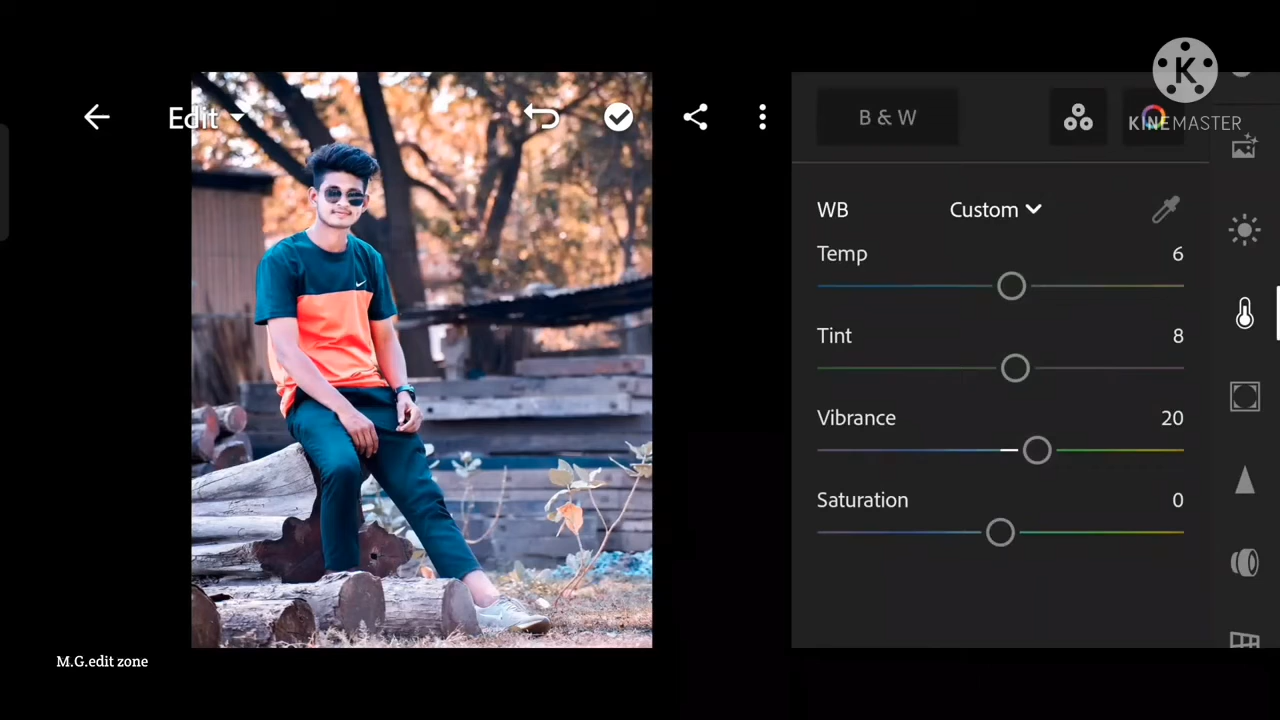 Edit
B & W
K
KINEMASTER
WB Custom
Temp 6
Tint 8
Vibrance 20
Saturation 0
M.G.edit zone